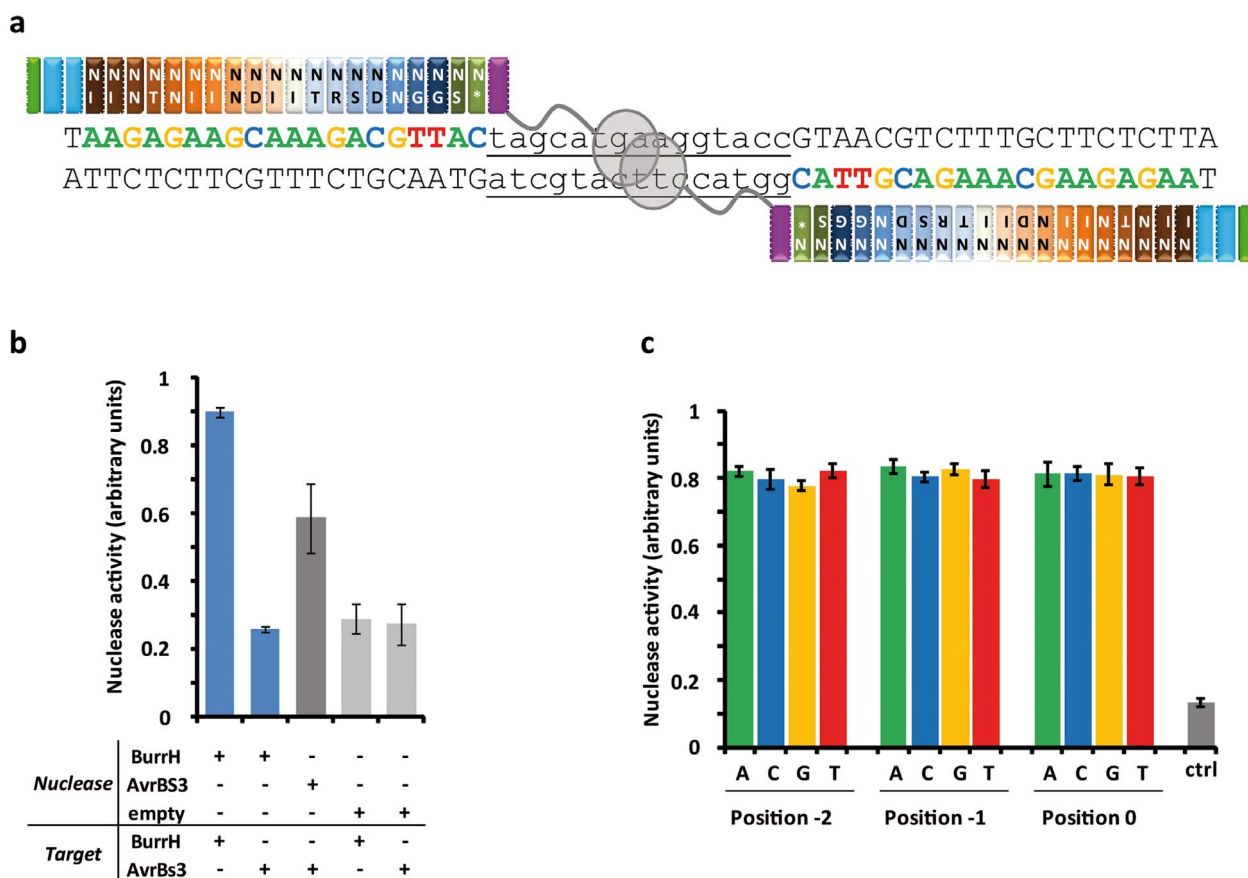 a
N N N N N N N N N N N N N N N N N N N N
I I N T N I I N D I I T R S D N G G S *
TAAGAGAAGCAAAGACGTTACtagcatgaaggtaccGTAACGTCTTTGCTTCTCTTA
ATTCTCTTCGTTTCTGCAATGatcgtacttccatggCATTGCAGAAACGAAGAGAAT
* S G G N D S R T I I D N I I N T N I I
N N N N N N N N N N N N N N N N N N N N
b
Nuclease activity (arbitrary units)
1
0.8
0.6
0.4
0.2
0
Nuclease
BurrH + + - - -
AvrBS3 - - + - -
empty - - - + +
Target
BurrH + - - + -
AvrBs3 - + + - +
c
Nuclease activity (arbitrary units)
1
0.8
0.6
0.4
0.2
0
A C G T A C G T A C G T ctrl
Position -2 Position -1 Position 0